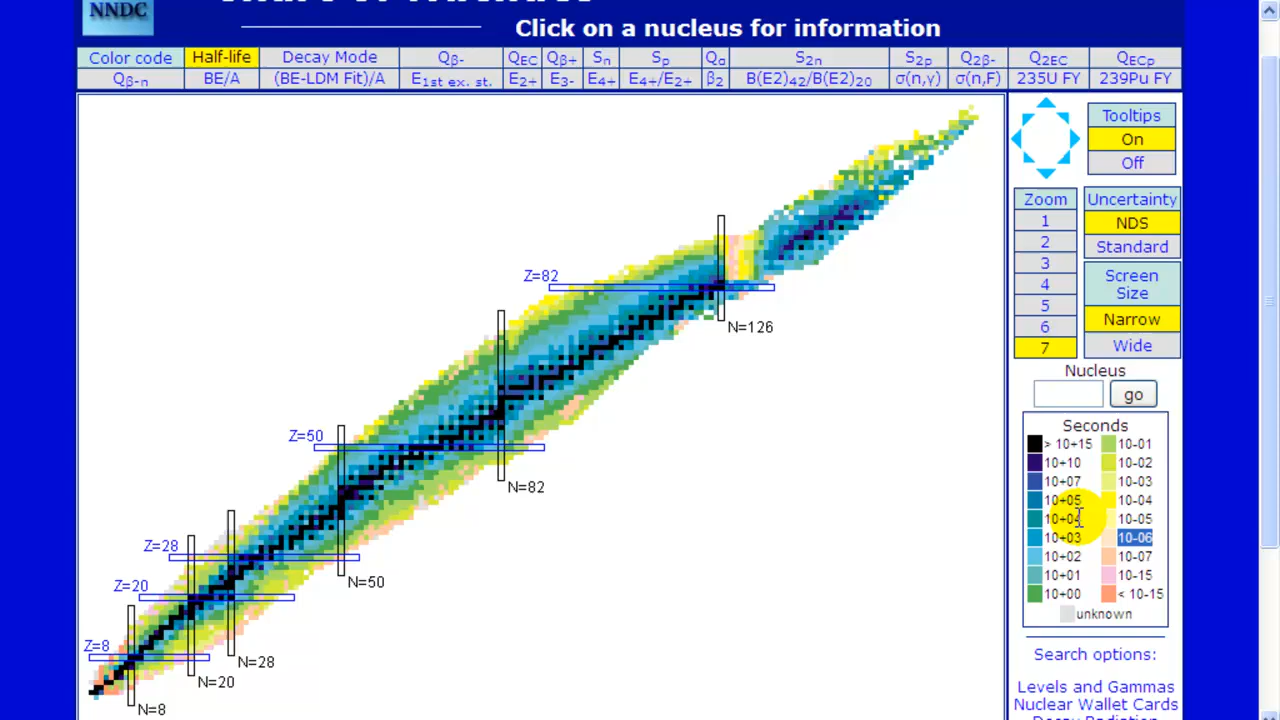 NNDC
Click on a nucleus for information
Color code Half-life Decay Mode Qβ- QEC Qβ+ Sn Sp Qα S2n S2p Q2β- Q2EC QECp
Qβ-n BE/A (BE-LDM Fit)/A E1st ex. st. E2+ E3- E4+ E4+/E2+ β2 B(E2)42/B(E2)20 σ(n,γ) σ(n,F) 235U FY 239Pu FY
Tooltips
On
Off
Zoom
1
2
3
4
5
6
7
Uncertainty
NDS
Standard
Screen
Size
Narrow
Wide
Nucleus
go
Seconds
> 10+15 10-01
10+10 10-02
10+07 10-03
10+05 10-04
10+04 10-05
10+03 10-06
10+02 10-07
10+01 10-15
10+00 < 10-15
unknown
Search options:
Levels and Gammas
Nuclear Wallet Cards
Z=82
N=126
Z=50
N=82
Z=28
N=50
Z=20
N=28
Z=8
N=20
N=8